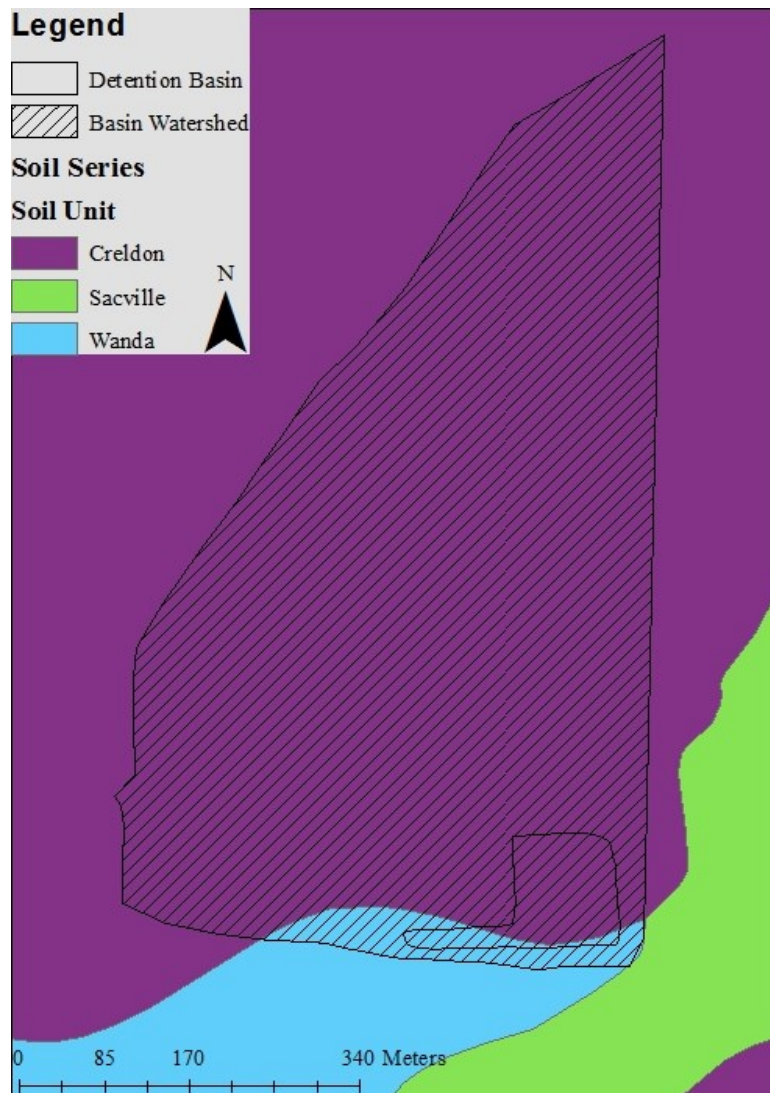 Legend
Detention Basin
Basin Watershed
Soil Series
Soil Unit
Creldon
Sacville
Wanda
N
0 85 170 340 Meters